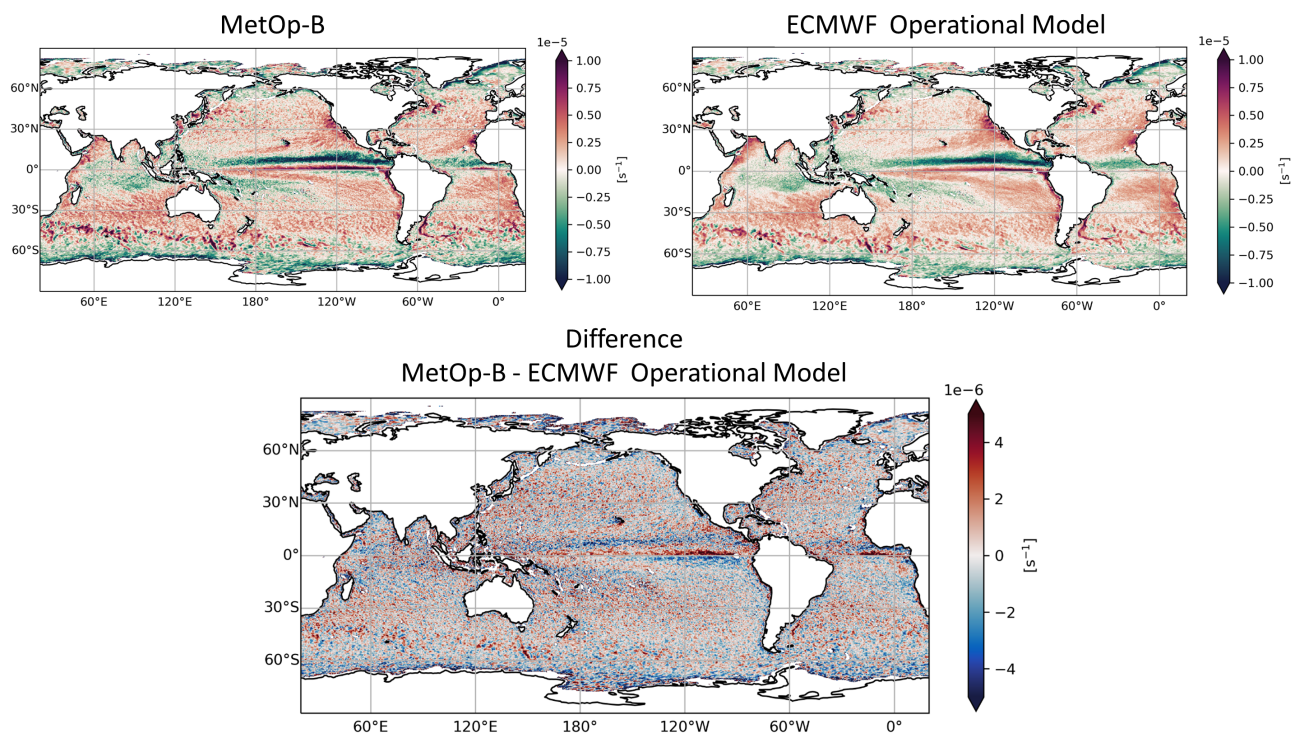 MetOp-B
ECMWF  Operational Model
1e−5
1.00
0.75
0.50
0.25
0.00
−0.25
−0.50
−0.75
−1.00
[s⁻¹]
60°N
30°N
0°
30°S
60°S
60°E 120°E 180° 120°W 60°W 0°
1e−5
1.00
0.75
0.50
0.25
0.00
−0.25
−0.50
−0.75
−1.00
[s⁻¹]
60°N
30°N
0°
30°S
60°S
60°E 120°E 180° 120°W 60°W 0°
Difference
MetOp-B - ECMWF  Operational Model
1e−6
4
2
0
−2
−4
[s⁻¹]
60°N
30°N
0°
30°S
60°S
60°E 120°E 180° 120°W 60°W 0°